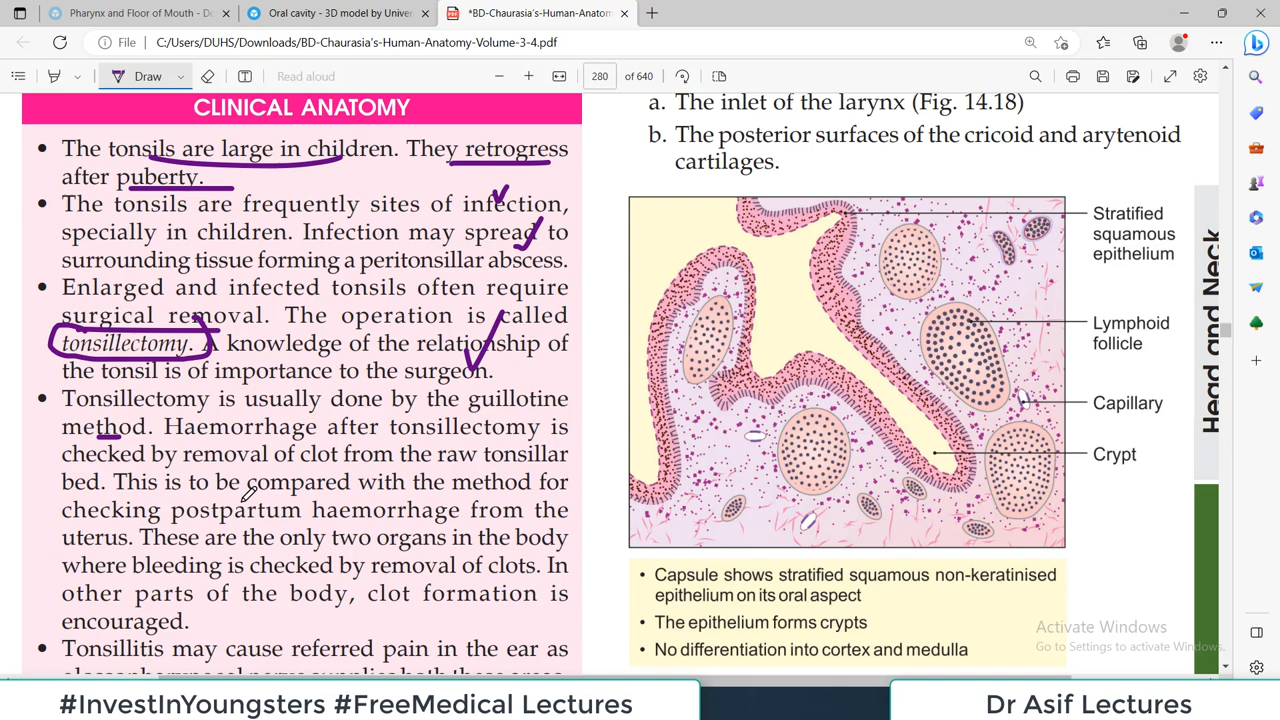 Pharynx and Floor of Mouth - De
Oral cavity - 3D model by Univer
*BD-Chaurasia's-Human-Anatom
File
C:/Users/DUHS/Downloads/BD-Chaurasia's-Human-Anatomy-Volume-3-4.pdf
Draw
Read aloud
280 of 640
CLINICAL ANATOMY
• The tonsils are large in children. They retrogress
after puberty.
• The tonsils are frequently sites of infection,
specially in children. Infection may spread to
surrounding tissue forming a peritonsillar abscess.
• Enlarged and infected tonsils often require
surgical removal. The operation is called
tonsillectomy. A knowledge of the relationship of
the tonsil is of importance to the surgeon.
• Tonsillectomy is usually done by the guillotine
method. Haemorrhage after tonsillectomy is
checked by removal of clot from the raw tonsillar
bed. This is to be compared with the method for
checking postpartum haemorrhage from the
uterus. These are the only two organs in the body
where bleeding is checked by removal of clots. In
other parts of the body, clot formation is
encouraged.
• Tonsillitis may cause referred pain in the ear as
glossopharyngeal nerve supplies both these areas.
a. The inlet of the larynx (Fig. 14.18)
b. The posterior surfaces of the cricoid and arytenoid
cartilages.
Stratified
squamous
epithelium
Lymphoid
follicle
Capillary
Crypt
• Capsule shows stratified squamous non-keratinised
epithelium on its oral aspect
• The epithelium forms crypts
• No differentiation into cortex and medulla
Head and Neck
Activate Windows
Go to Settings to activate Windows.
#InvestInYoungsters #FreeMedical Lectures
Dr Asif Lectures